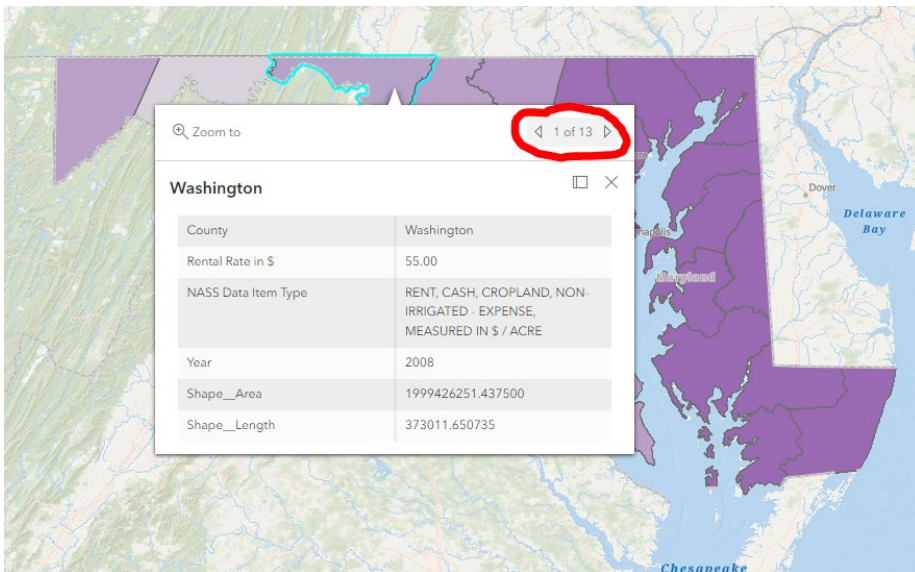 Zoom to
1 of 13
Washington
County Washington
Rental Rate in $ 55.00
NASS Data Item Type RENT, CASH, CROPLAND, NON-
IRRIGATED - EXPENSE,
MEASURED IN $ / ACRE
Year 2008
Shape__Area 1999426251.437500
Shape__Length 373011.650735
Dover
Delaware
Bay
napolis
Maryland
Chesapeake